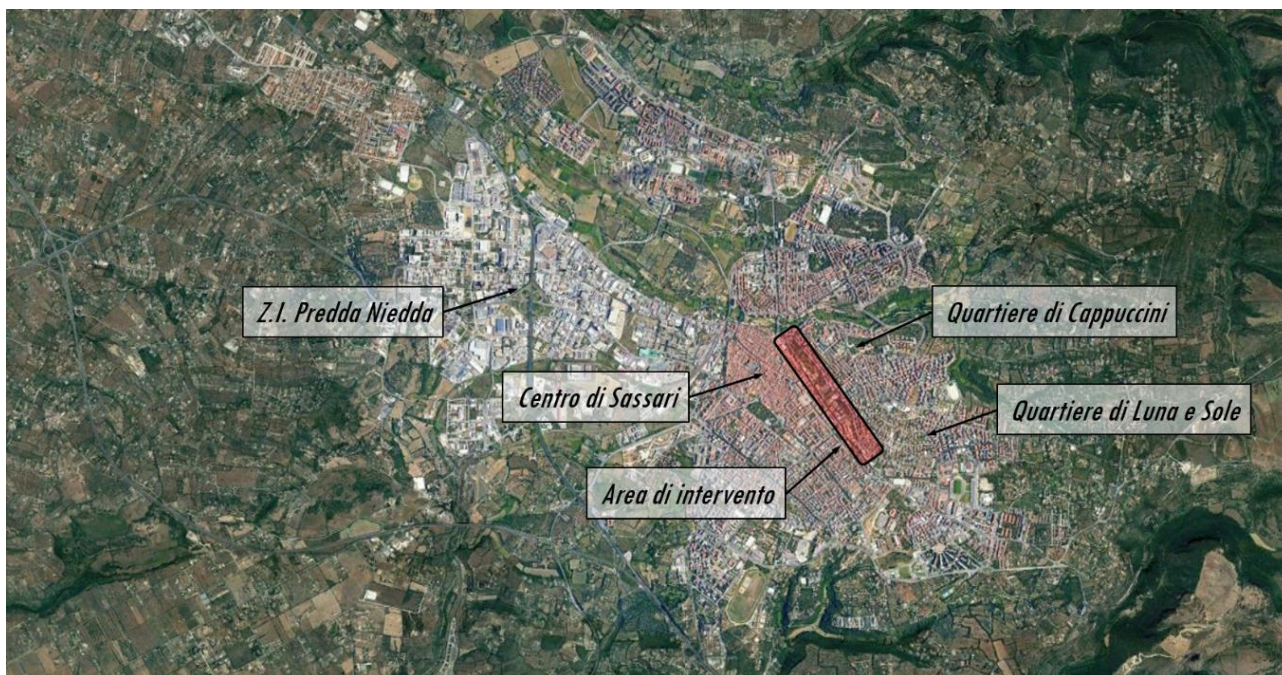 Z.I. Predda Niedda
Quartiere di Cappuccini
Centro di Sassari
Quartiere di Luna e Sole
Area di intervento